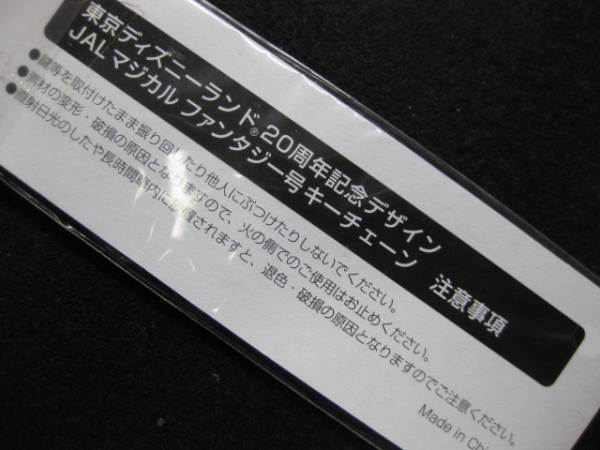 東京ディズニーランド®20周年記念デザイン
JALマジカル ファンタジー号 キーチェーン 注意事項
●鍵等を取付けたまま振り回したり他人にぶつけたりしないでください。
●素材の変形・破損の原因となりますので、火の側でのご使用はお止めください。
●直射日光のしたや長時間車内に放置されますと、退色・破損の原因となりますのでご注意ください。
Made in Chi